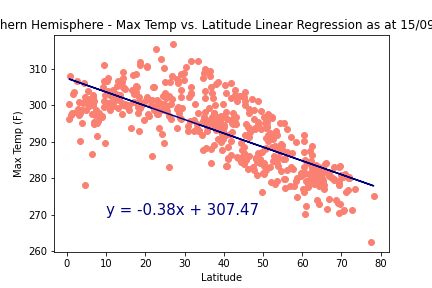 hern Hemisphere - Max Temp vs. Latitude Linear Regression as at 15/09
310
300
290
280
270
260
Max Temp (F)
y = -0.38x + 307.47
0 10 20 30 40 50 60 70 80
Latitude